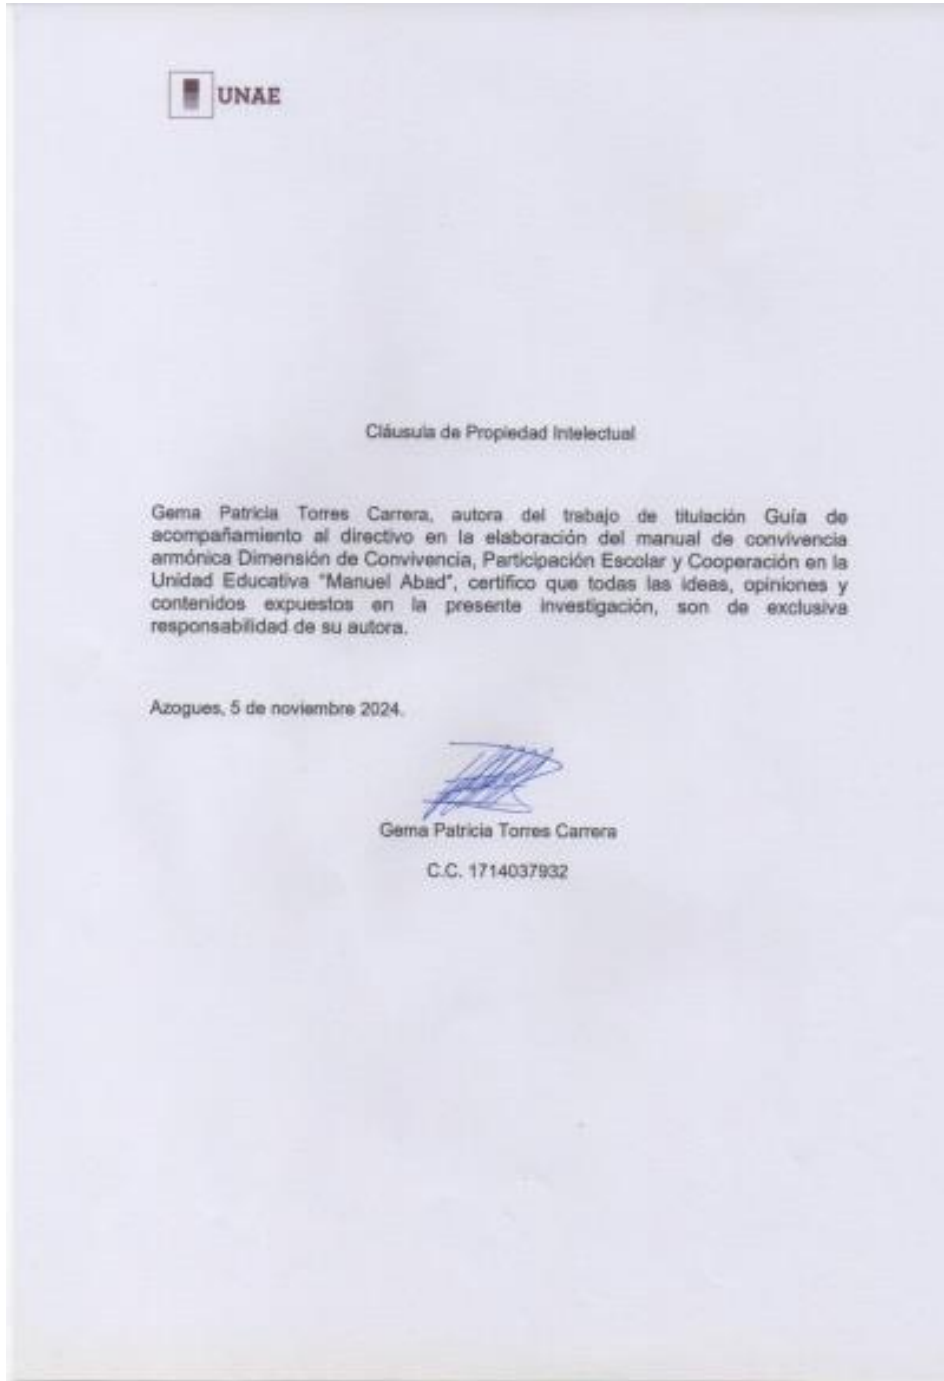 UNAE
Cláusula de Propiedad Intelectual
Gema Patricia Torres Carrera, autora del trabajo de titulación Guía de
acompañamiento al directivo en la elaboración del manual de convivencia
armónica Dimensión de Convivencia, Participación Escolar y Cooperación en la
Unidad Educativa "Manuel Abad", certifico que todas las ideas, opiniones y
contenidos expuestos en la presente investigación, son de exclusiva
responsabilidad de su autora.
Azogues, 5 de noviembre 2024.
Gema Patricia Torres Carrera
C.C. 1714037932